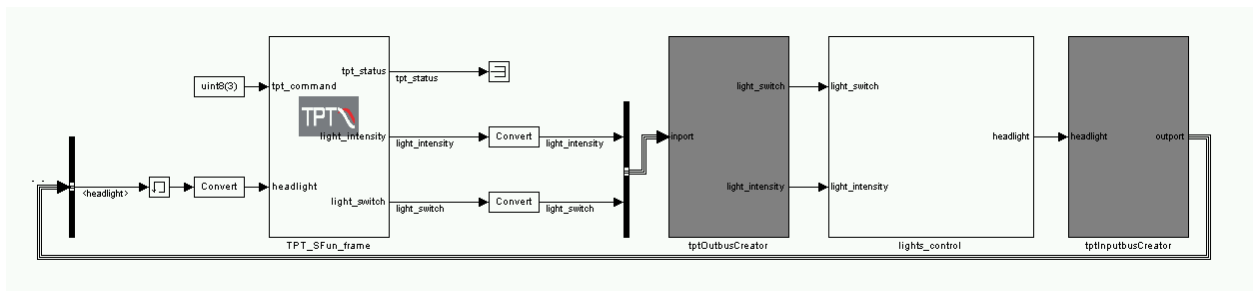 tpt_status
tpt_status
uint8(3)
tpt_command
TPT
light_switch
light_switch
light_intensity
light_intensity
Convert
light_intensity
inport
headlight
headlight
outport
<headlight>
Convert
headlight
light_intensity
light_intensity
light_switch
light_switch
Convert
light_switch
TPT_SFun_frame
tptOutbusCreator
lights_control
tptInputbusCreator